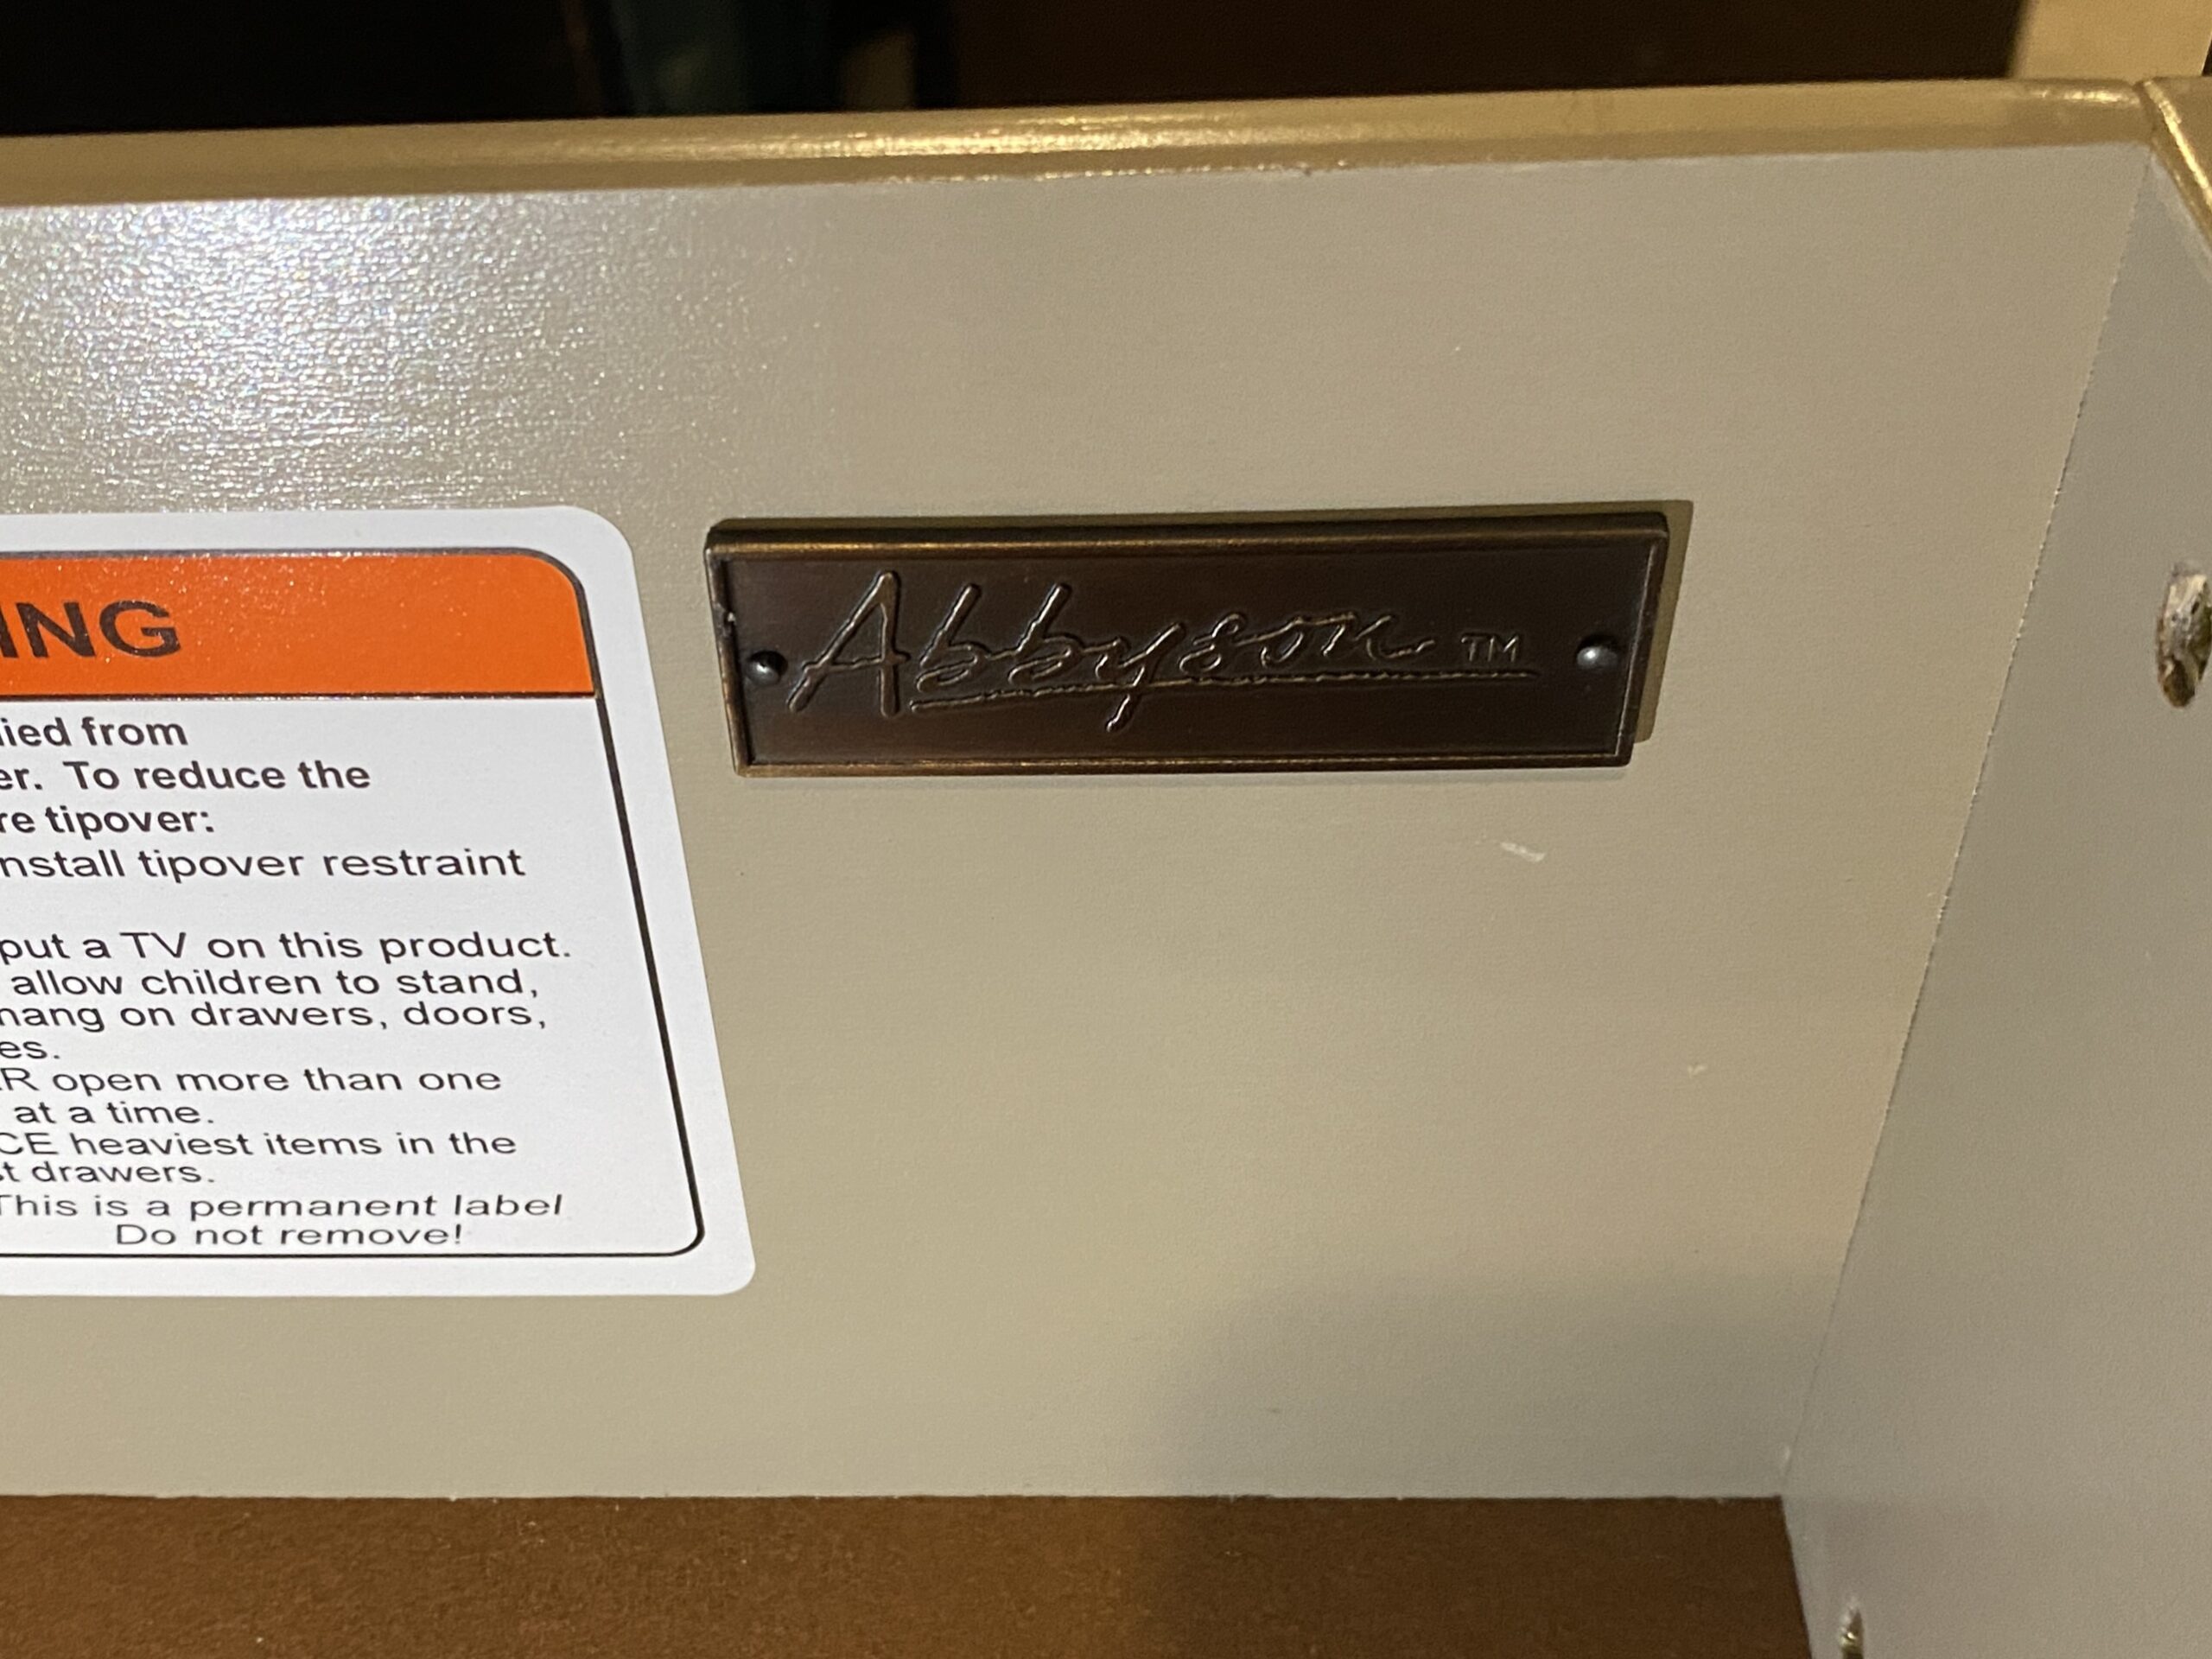 ING
ied from
er. To reduce the
re tipover:
nstall tipover restraint
put a TV on this product.
allow children to stand,
hang on drawers, doors,
es.
R open more than one
at a time.
CE heaviest items in the
t drawers.
This is a permanent label
Do not remove!
Abbyson TM